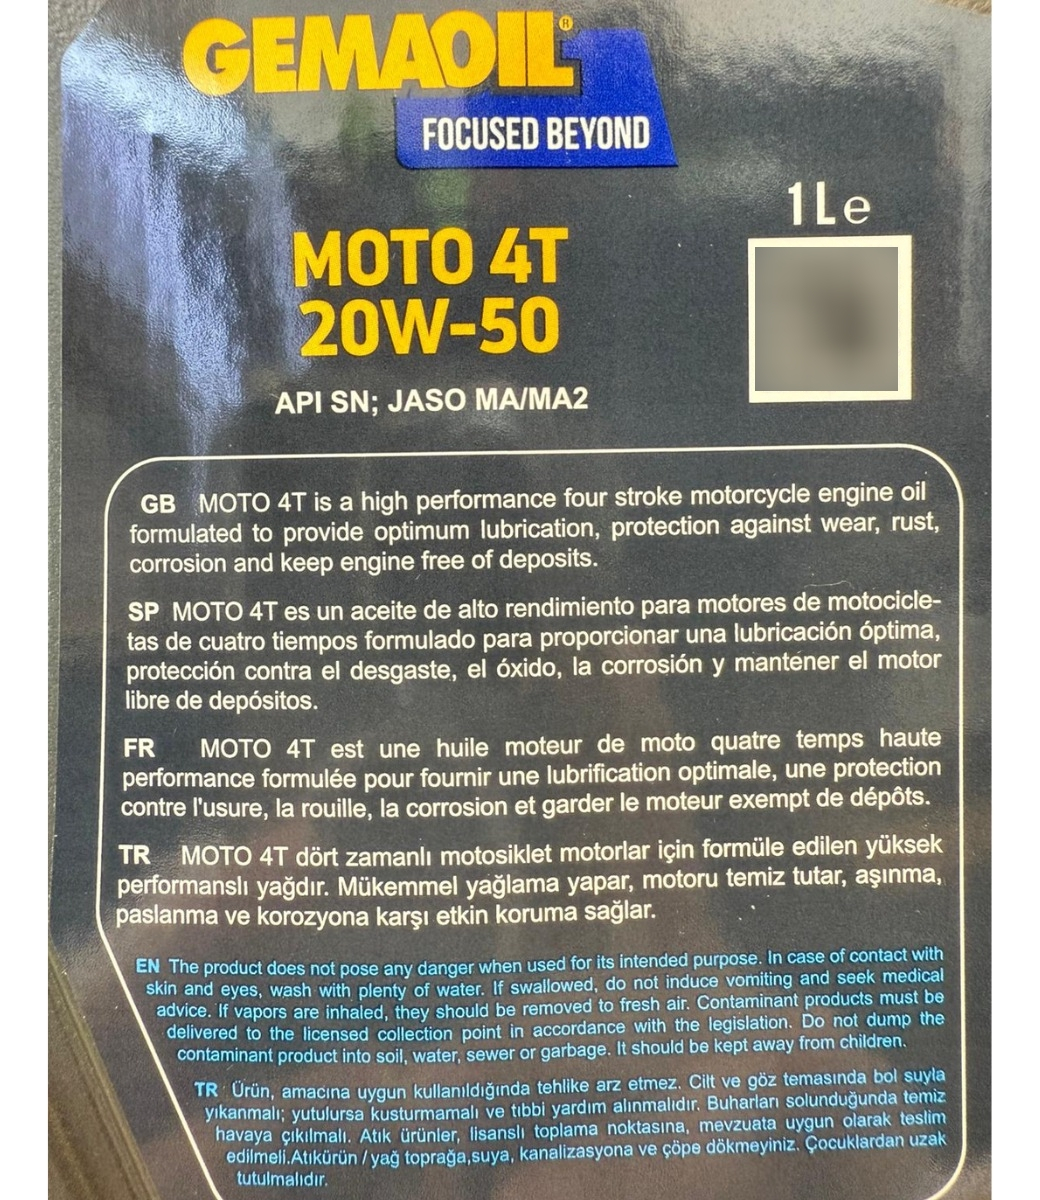 GEMAOIL®
FOCUSED BEYOND
1Le
MOTO 4T
20W-50
API SN; JASO MA/MA2
GB MOTO 4T is a high performance four stroke motorcycle engine oil
formulated to provide optimum lubrication, protection against wear, rust,
corrosion and keep engine free of deposits.
SP MOTO 4T es un aceite de alto rendimiento para motores de motocicle-
tas de cuatro tiempos formulado para proporcionar una lubricación óptima,
protección contra el desgaste, el óxido, la corrosión y mantener el motor
libre de depósitos.
FR MOTO 4T est une huile moteur de moto quatre temps haute
performance formulée pour fournir une lubrification optimale, une protection
contre l'usure, la rouille, la corrosion et garder le moteur exempt de dépôts.
TR MOTO 4T dört zamanlı motosiklet motorlar için formüle edilen yüksek
performanslı yağdır. Mükemmel yağlama yapar, motoru temiz tutar, aşınma,
paslanma ve korozyona karşı etkin koruma sağlar.
EN The product does not pose any danger when used for its intended purpose. In case of contact with
skin and eyes, wash with plenty of water. If swallowed, do not induce vomiting and seek medical
advice. If vapors are inhaled, they should be removed to fresh air. Contaminant products must be
delivered to the licensed collection point in accordance with the legislation. Do not dump the
contaminant product into soil, water, sewer or garbage. It should be kept away from children.
TR Ürün, amacına uygun kullanıldığında tehlike arz etmez. Cilt ve göz temasında bol suyla
yıkanmalı; yutulursa kusturmamalı ve tıbbi yardım alınmalıdır. Buharları solunduğunda temiz
havaya çıkılmalı. Atık ürünler, lisanslı toplama noktasına, mevzuata uygun olarak teslim
edilmeli.Atıkürün / yağ toprağa,suya, kanalizasyona ve çöpe dökmeyiniz. Çocuklardan uzak
tutulmalıdır.